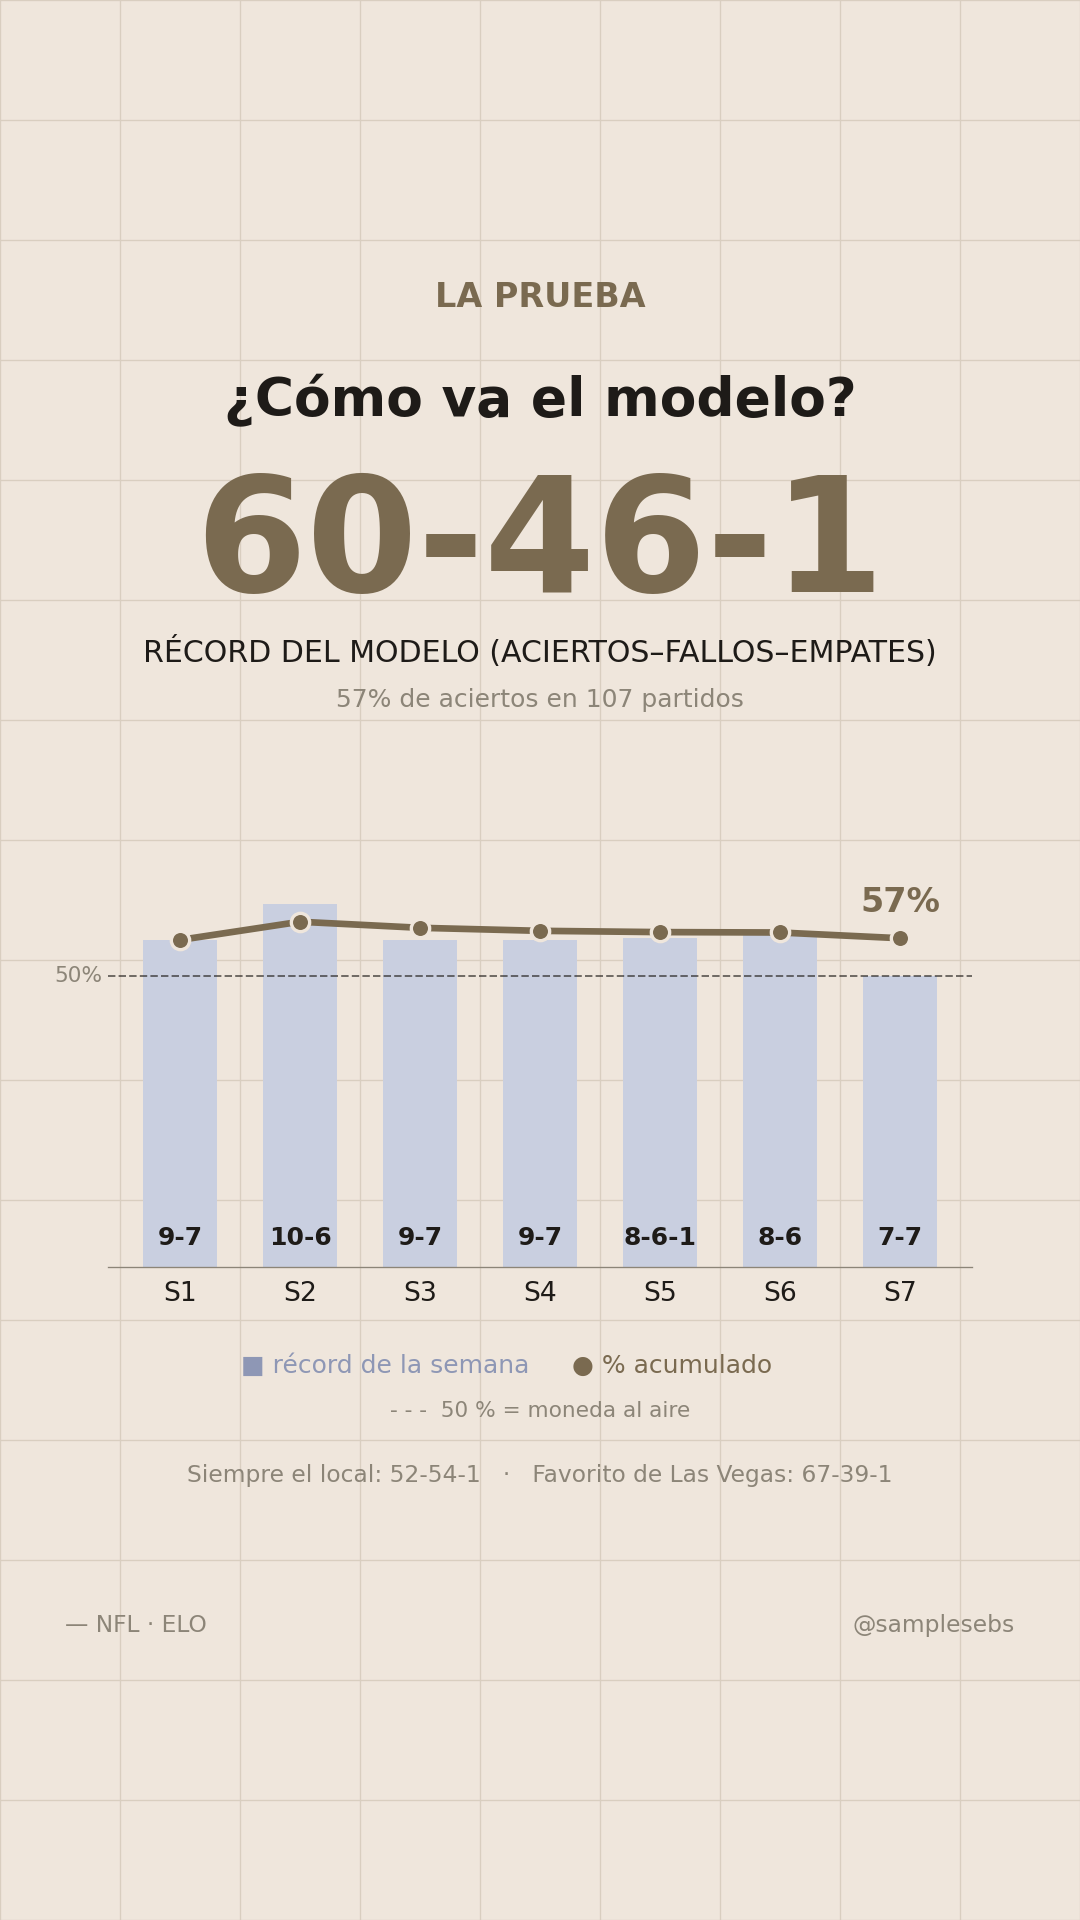 LA PRUEBA
¿Cómo va el modelo?
60-46-1
RÉCORD DEL MODELO (ACIERTOS–FALLOS–EMPATES)
57% de aciertos en 107 partidos
57%
50%
9-7 10-6 9-7 9-7 8-6-1 8-6 7-7
S1 S2 S3 S4 S5 S6 S7
■ récord de la semana ● % acumulado
- - - 50 % = moneda al aire
Siempre el local: 52-54-1 · Favorito de Las Vegas: 67-39-1
— NFL · ELO @samplesebs